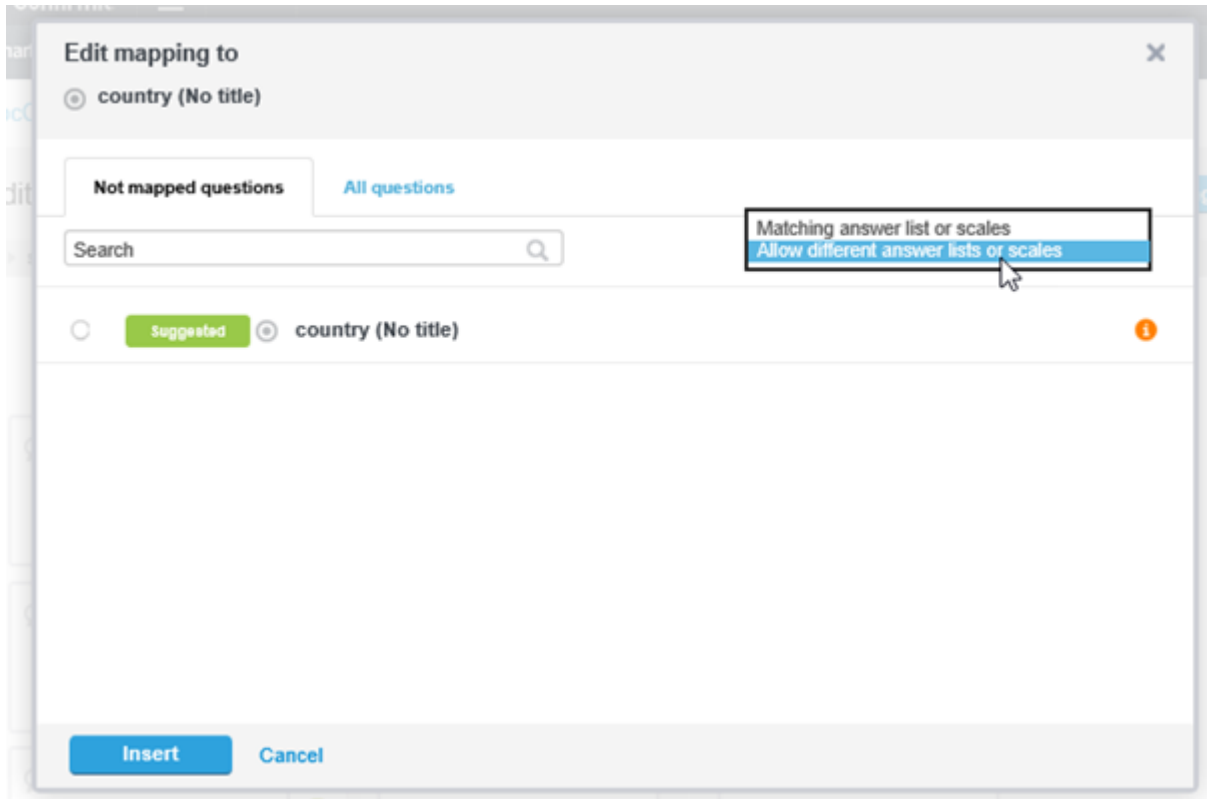 Edit mapping to
country (No title)
Not mapped questions
All questions
Matching answer list or scales
Search
Allow different answer lists or scales
Suggested
country (No title)
Insert
Cancel